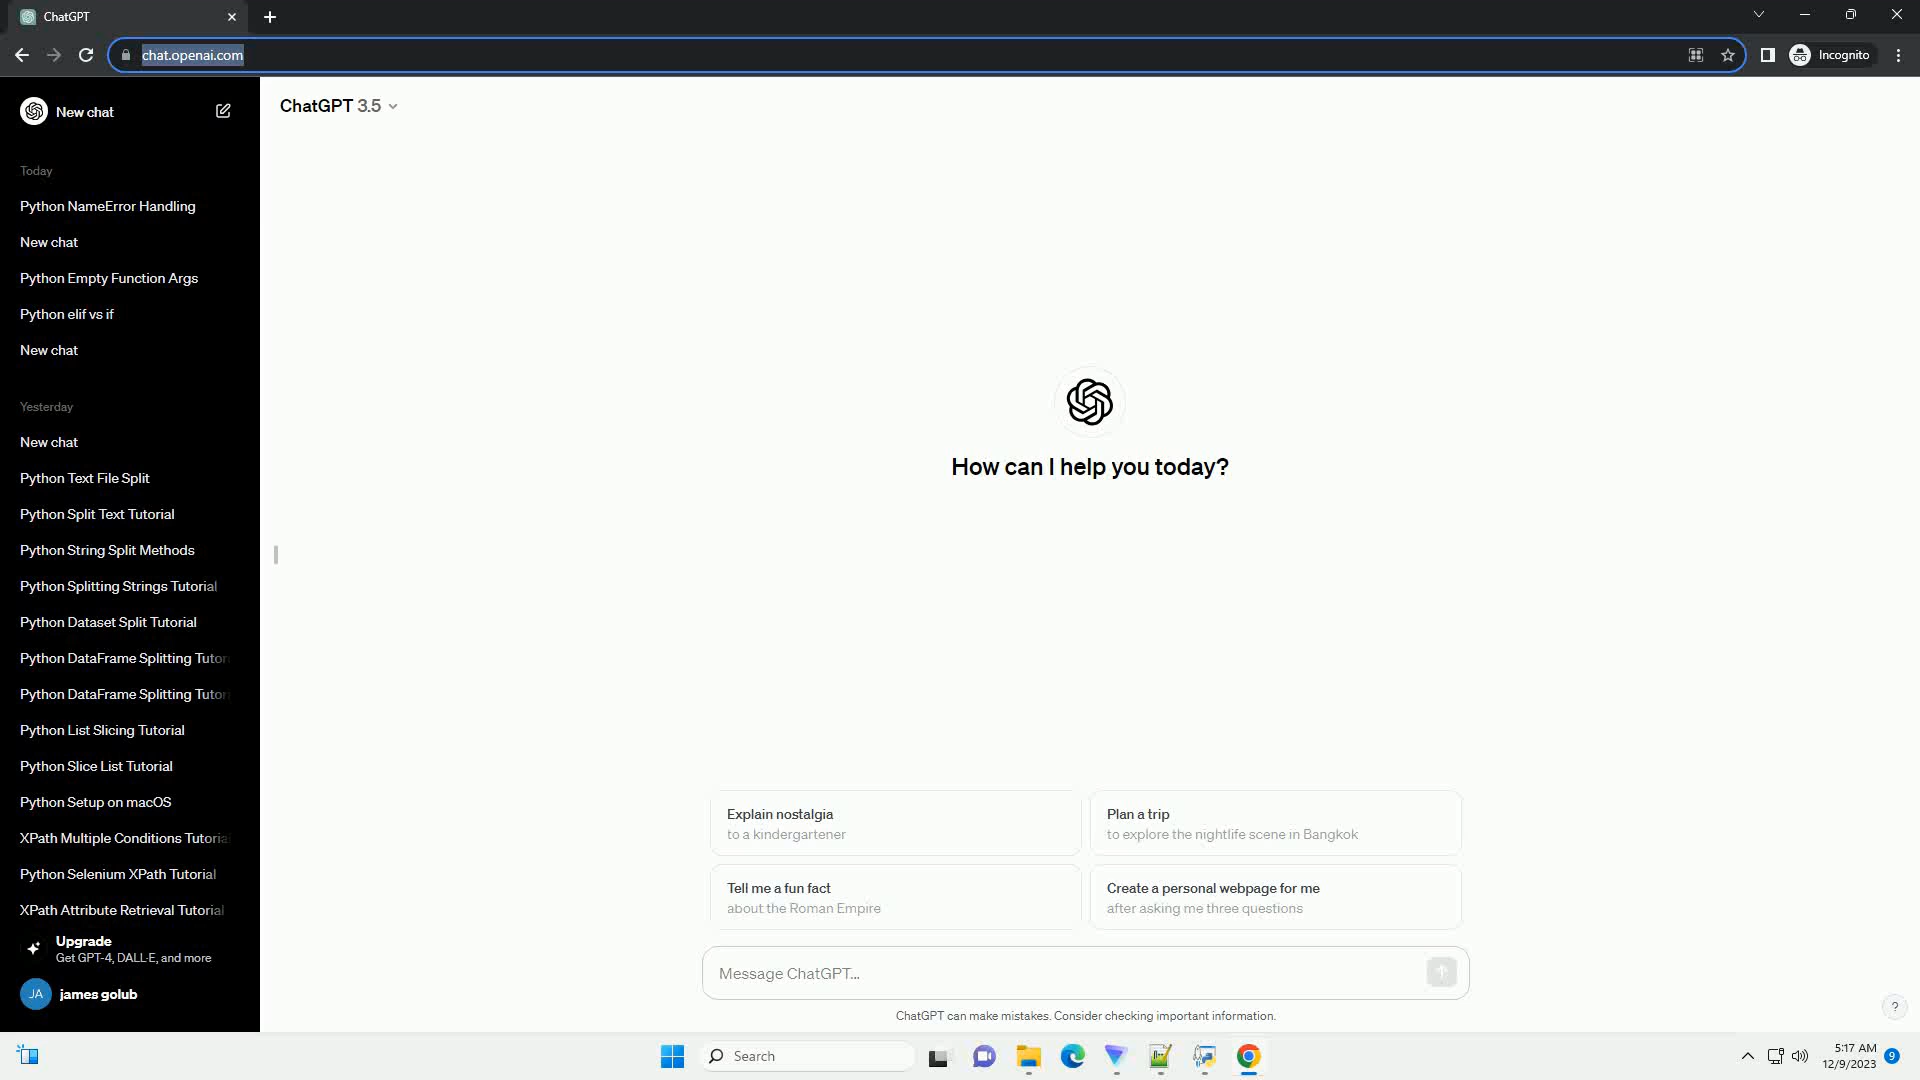 ChatGPT
chat.openai.com
Incognito
New chat
ChatGPT 3.5
Today
Python NameError Handling
New chat
Python Empty Function Args
Python elif vs if
New chat
Yesterday
New chat
Python Text File Split
Python Split Text Tutorial
Python String Split Methods
Python Splitting Strings Tutorial
Python Dataset Split Tutorial
Python DataFrame Splitting Tutor
Python DataFrame Splitting Tutor
Python List Slicing Tutorial
Python Slice List Tutorial
Python Setup on macOS
XPath Multiple Conditions Tutoria
Python Selenium XPath Tutorial
XPath Attribute Retrieval Tutorial
Upgrade
Get GPT-4, DALL·E, and more
JA
james golub
How can I help you today?
Explain nostalgia
to a kindergartener
Plan a trip
to explore the nightlife scene in Bangkok
Tell me a fun fact
about the Roman Empire
Create a personal webpage for me
after asking me three questions
Message ChatGPT...
ChatGPT can make mistakes. Consider checking important information.
?
Search
5:17 AM
12/9/2023
9